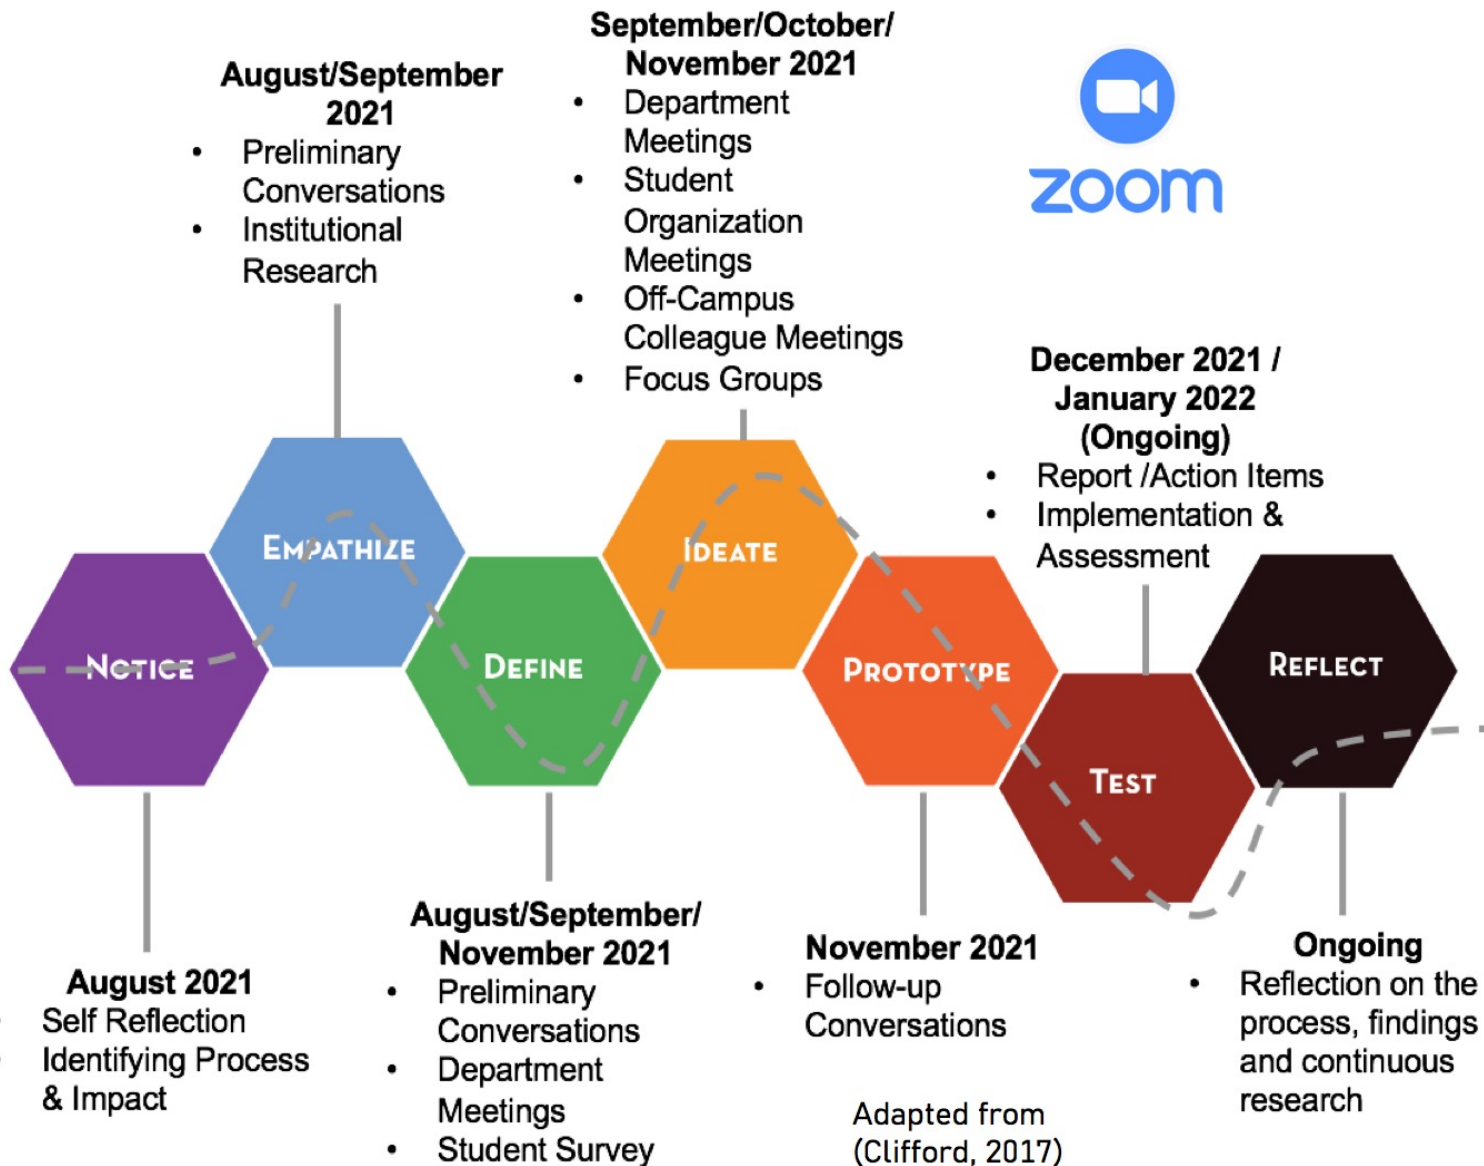 August/September
2021
• Preliminary
Conversations
• Institutional
Research
September/October/
November 2021
• Department
Meetings
• Student
Organization
Meetings
• Off-Campus
Colleague Meetings
• Focus Groups
zoom
December 2021 /
January 2022
(Ongoing)
• Report /Action Items
• Implementation &
Assessment
NOTICE
EMPATHIZE
DEFINE
IDEATE
PROTOTYPE
TEST
REFLECT
August 2021
• Self Reflection
• Identifying Process
& Impact
August/September/
November 2021
• Preliminary
Conversations
• Department
Meetings
• Student Survey
November 2021
• Follow-up
Conversations
Ongoing
• Reflection on the
process, findings
and continuous
research
Adapted from
(Clifford, 2017)